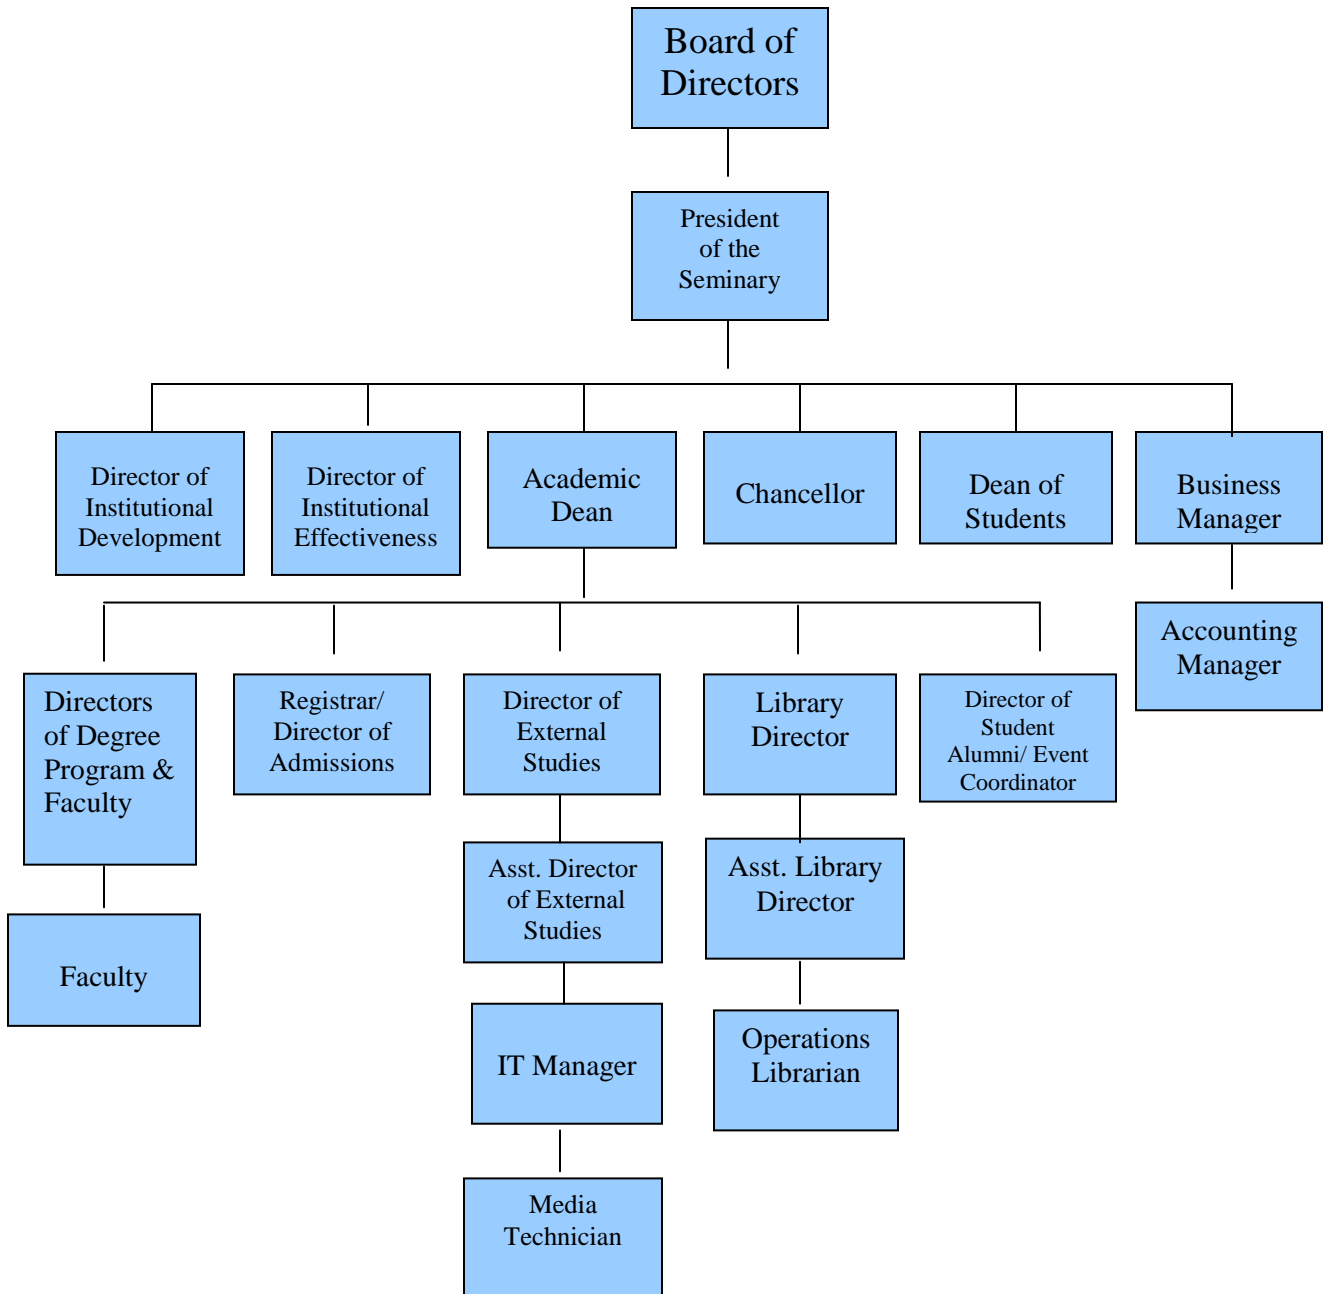 Board of
Directors
President
of the
Seminary
Director of
Institutional
Development
Director of
Institutional
Effectiveness
Academic
Dean
Chancellor
Dean of
Students
Business
Manager
Accounting
Manager
Directors
of Degree
Program &
Faculty
Registrar/
Director of
Admissions
Director of
External
Studies
Library
Director
Director of
Student
Alumni/ Event
Coordinator
Asst. Director
of External
Studies
Asst. Library
Director
Faculty
IT Manager
Operations
Librarian
Media
Technician